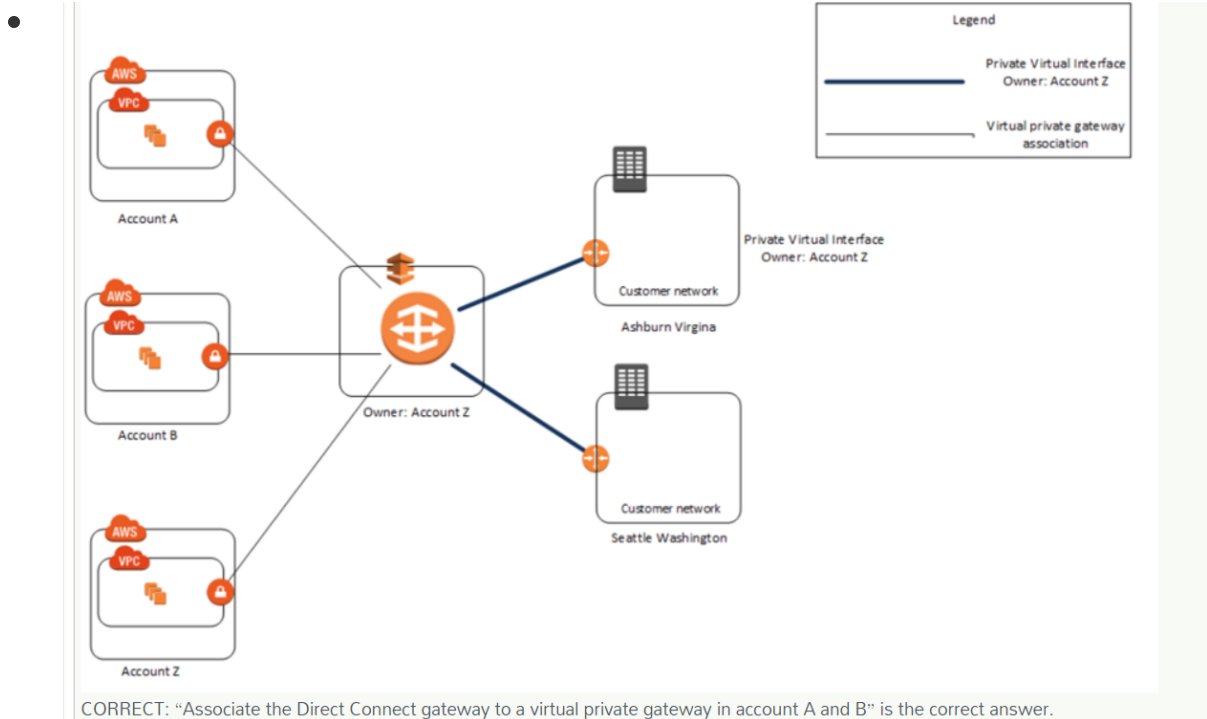 Legend
Private Virtual Interface
Owner: Account Z
Virtual private gateway
association
AWS
VPC
Account A
AWS
VPC
Account B
AWS
VPC
Account Z
Owner: Account Z
Customer network
Ashburn Virgina
Private Virtual Interface
Owner: Account Z
Customer network
Seattle Washington
CORRECT: “Associate the Direct Connect gateway to a virtual private gateway in account A and B” is the correct answer.